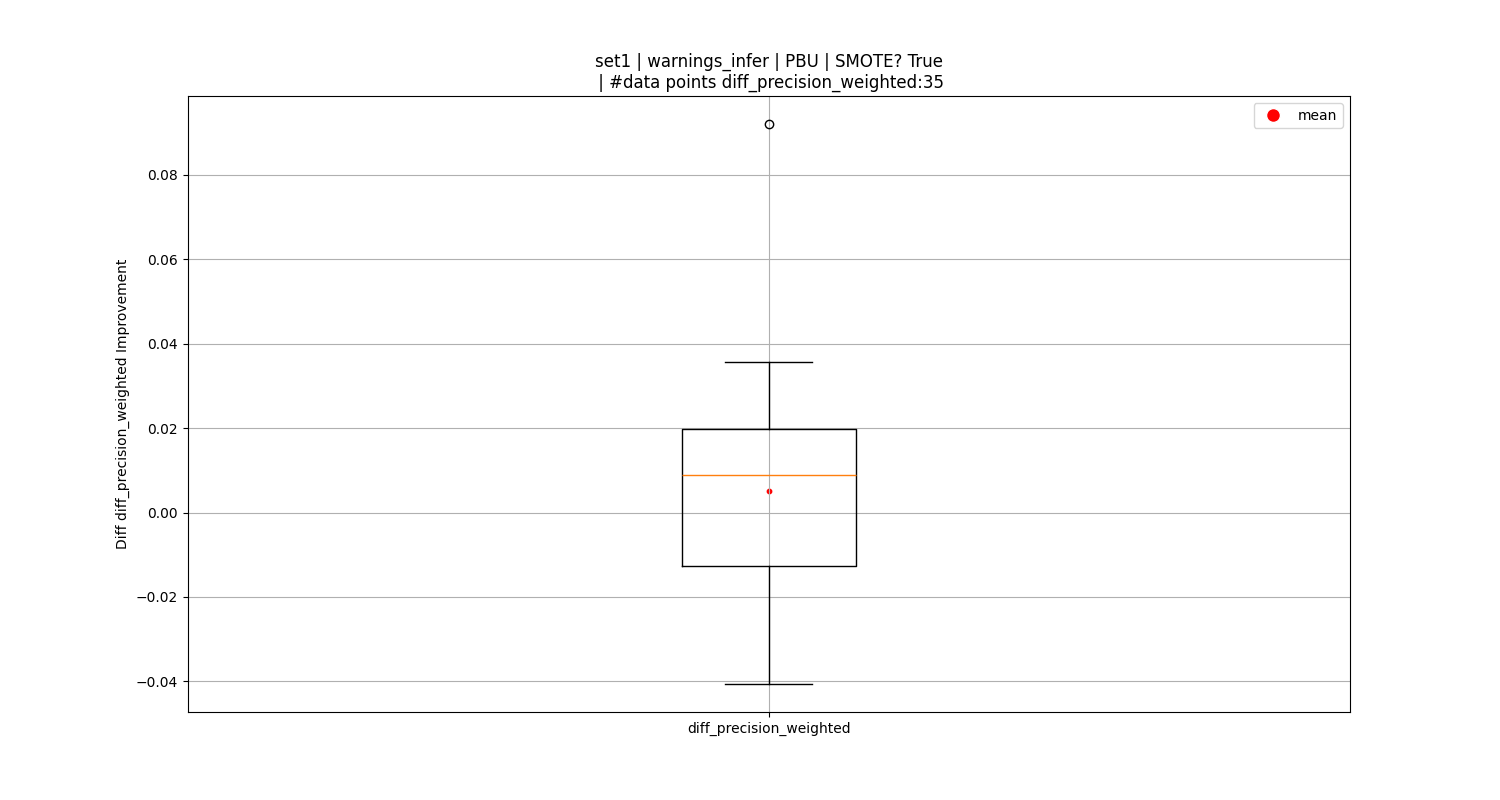 set1 | warnings_infer | PBU | SMOTE? True
| #data points diff_precision_weighted:35
mean
0.08
0.06
0.04
0.02
0.00
−0.02
−0.04
Diff diff_precision_weighted Improvement
diff_precision_weighted